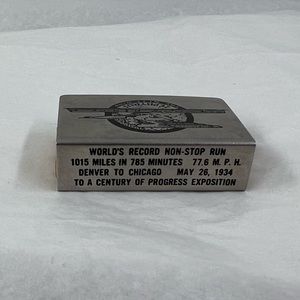 WORLD'S RECORD NON-STOP RUN
1015 MILES IN 785 MINUTES 77.6 M. P. H.
DENVER TO CHICAGO MAY 26, 1934
TO A CENTURY OF PROGRESS EXPOSITION